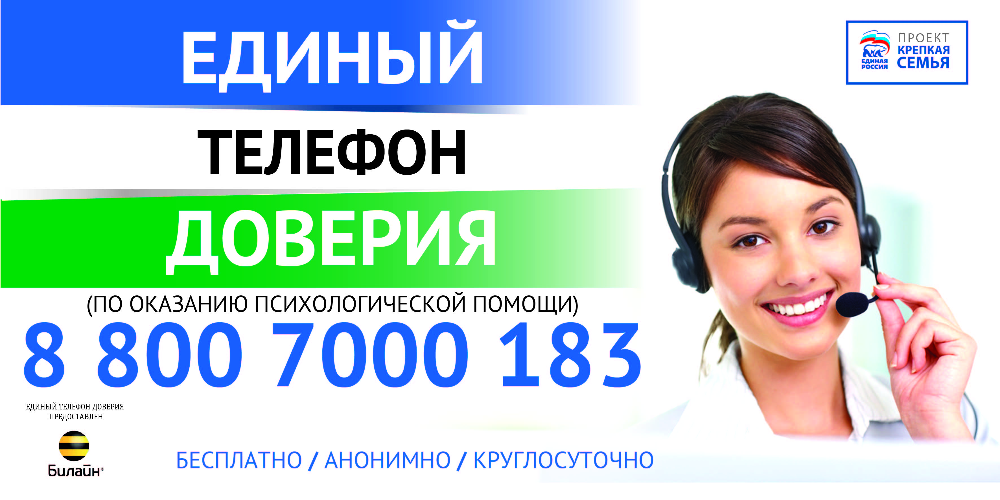 ЕДИНЫЙ
ПРОЕКТ
КРЕПКАЯ
СЕМЬЯ
ЕДИНАЯ
РОССИЯ
ТЕЛЕФОН
ДОВЕРИЯ
(ПО ОКАЗАНИЮ ПСИХОЛОГИЧЕСКОЙ ПОМОЩИ)
8 800 7000 183
ЕДИНЫЙ ТЕЛЕФОН ДОВЕРИЯ
ПРЕДОСТАВЛЕН
Билайн®
БЕСПЛАТНО / АНОНИМНО / КРУГЛОСУТОЧНО